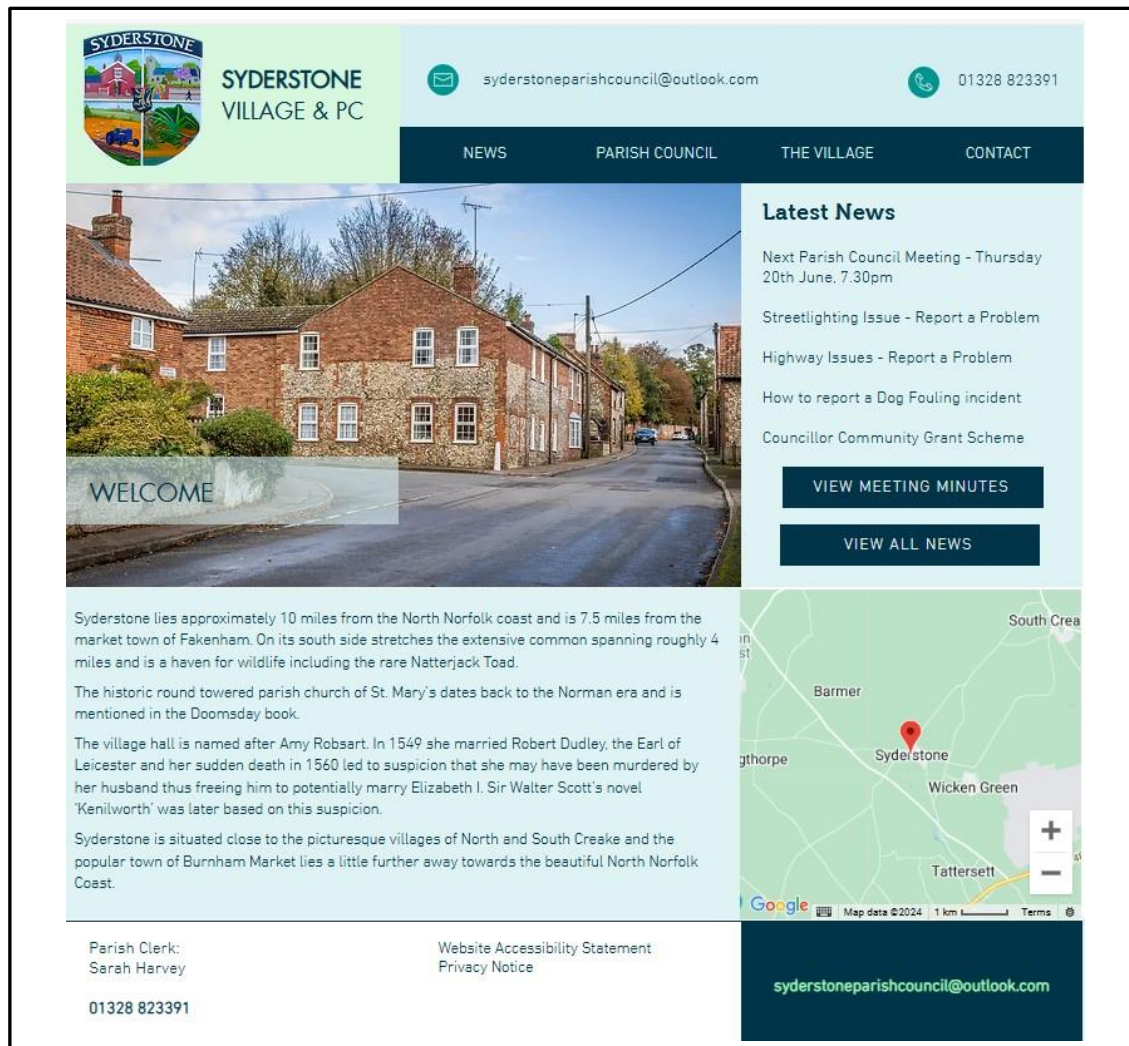 SYDERSTONE
SYDERSTONE
VILLAGE & PC
syderstoneparishcouncil@outlook.com
01328 823391
NEWS
PARISH COUNCIL
THE VILLAGE
CONTACT
WELCOME
Latest News
Next Parish Council Meeting - Thursday
20th June, 7.30pm
Streetlighting Issue - Report a Problem
Highway Issues - Report a Problem
How to report a Dog Fouling incident
Councillor Community Grant Scheme
VIEW MEETING MINUTES
VIEW ALL NEWS
Syderstone lies approximately 10 miles from the North Norfolk coast and is 7.5 miles from the
market town of Fakenham. On its south side stretches the extensive common spanning roughly 4
miles and is a haven for wildlife including the rare Natterjack Toad.
The historic round towered parish church of St. Mary's dates back to the Norman era and is
mentioned in the Doomsday book.
The village hall is named after Amy Robsart. In 1549 she married Robert Dudley, the Earl of
Leicester and her sudden death in 1560 led to suspicion that she may have been murdered by
her husband thus freeing him to potentially marry Elizabeth I. Sir Walter Scott's novel
'Kenilworth' was later based on this suspicion.
Syderstone is situated close to the picturesque villages of North and South Creake and the
popular town of Burnham Market lies a little further away towards the beautiful North Norfolk
Coast.
South Crea
Barmer
gthorpe
Syderstone
Wicken Green
Tattersett
Google
Map data ©2024
1 km
Terms
Parish Clerk:
Sarah Harvey
01328 823391
Website Accessibility Statement
Privacy Notice
syderstoneparishcouncil@outlook.com